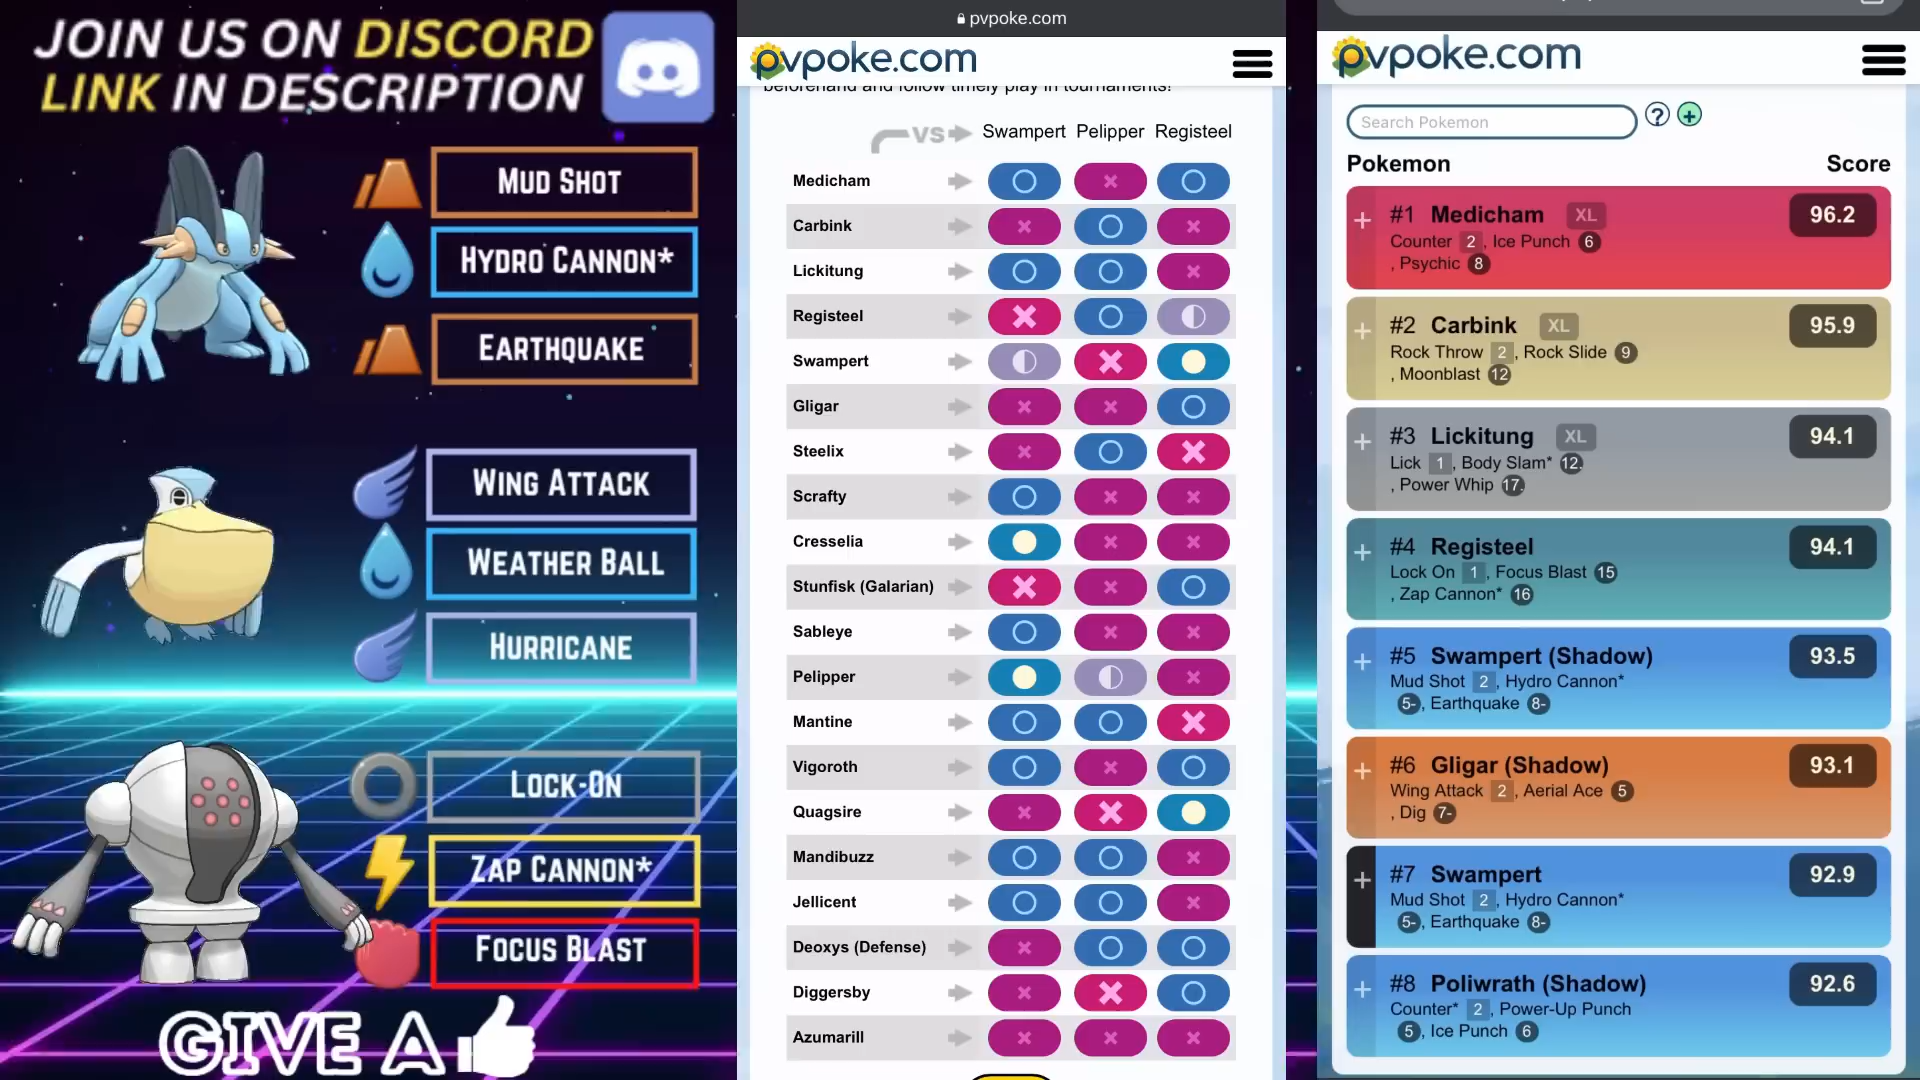 JOIN US ON DISCORD
LINK IN DESCRIPTION
MUD SHOT
HYDRO CANNON*
EARTHQUAKE
WING ATTACK
WEATHER BALL
HURRICANE
LOCK-ON
ZAP CANNON*
FOCUS BLAST
GIVE A
pvpoke.com
pvpoke.com
beforehand and follow timely play in tournaments!
VS Swampert Pelipper Registeel
Medicham
Carbink
Lickitung
Registeel
Swampert
Gligar
Steelix
Scrafty
Cresselia
Stunfisk (Galarian)
Sableye
Pelipper
Mantine
Vigoroth
Quagsire
Mandibuzz
Jellicent
Deoxys (Defense)
Diggersby
Azumarill
pvpoke.com
Search Pokemon ? +
Pokemon Score
+ #1 Medicham XL 96.2
Counter 2 , Ice Punch 6
, Psychic 8
+ #2 Carbink XL 95.9
Rock Throw 2 , Rock Slide 9
, Moonblast 12
+ #3 Lickitung XL 94.1
Lick 1 , Body Slam* 12.
, Power Whip 17.
+ #4 Registeel 94.1
Lock On 1 , Focus Blast 15
, Zap Cannon* 16
+ #5 Swampert (Shadow) 93.5
Mud Shot 2 , Hydro Cannon*
5- , Earthquake 8-
+ #6 Gligar (Shadow) 93.1
Wing Attack 2 , Aerial Ace 5
, Dig 7-
+ #7 Swampert 92.9
Mud Shot 2 , Hydro Cannon*
5- , Earthquake 8-
+ #8 Poliwrath (Shadow) 92.6
Counter* 2 , Power-Up Punch
5 , Ice Punch 6